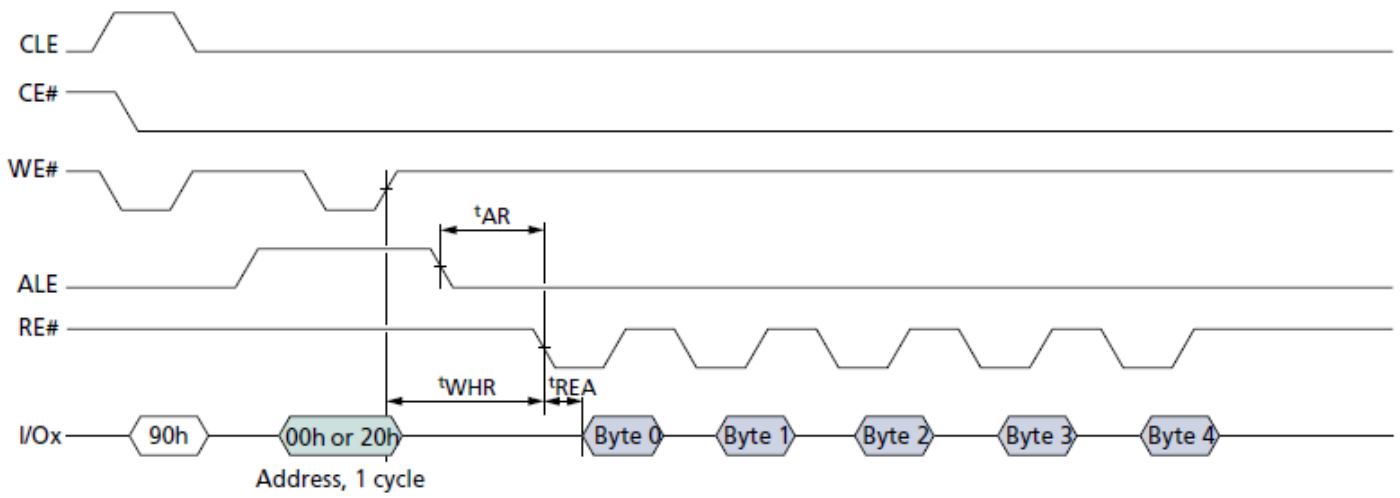 CLE
CE#
WE#
tAR
ALE
RE#
tWHR tREA
I/Ox 90h 00h or 20h Byte 0 Byte 1 Byte 2 Byte 3 Byte 4
Address, 1 cycle